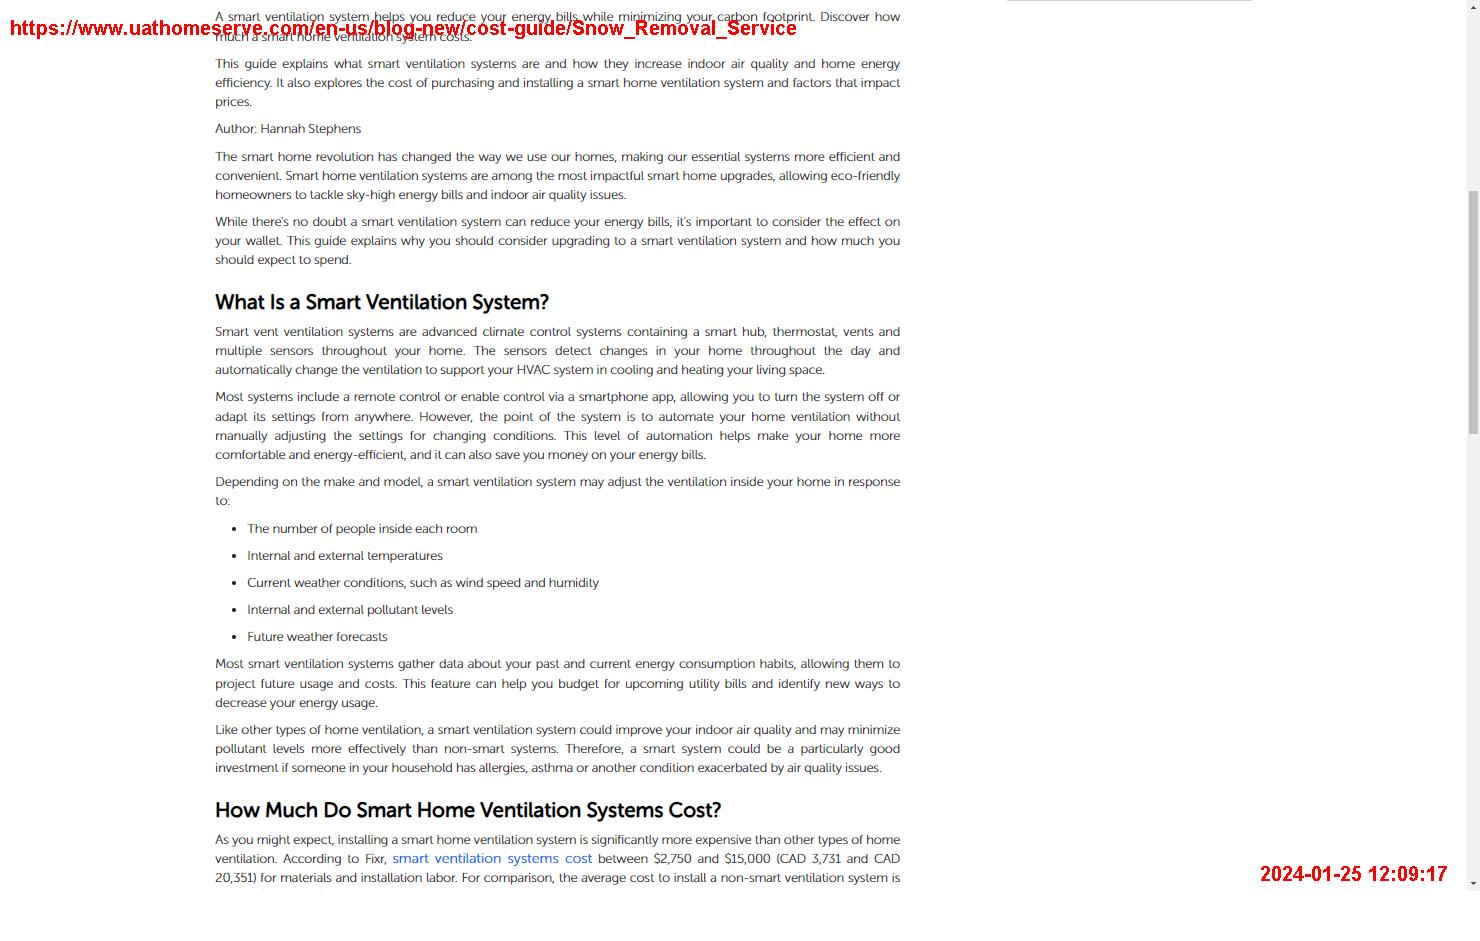 A smart ventilation system helps you reduce your energy bills while minimizing your carbon footprint. Discover how
https://www.uathomeserve.com/en-us/blog-new/cost-guide/Snow_Removal_Service
much a smart home ventilation system costs.
This guide explains what smart ventilation systems are and how they increase indoor air quality and home energy
efficiency. It also explores the cost of purchasing and installing a smart home ventilation system and factors that impact
prices.
Author: Hannah Stephens
The smart home revolution has changed the way we use our homes, making our essential systems more efficient and
convenient. Smart home ventilation systems are among the most impactful smart home upgrades, allowing eco-friendly
homeowners to tackle sky-high energy bills and indoor air quality issues.
While there's no doubt a smart ventilation system can reduce your energy bills, it's important to consider the effect on
your wallet. This guide explains why you should consider upgrading to a smart ventilation system and how much you
should expect to spend.
What Is a Smart Ventilation System?
Smart vent ventilation systems are advanced climate control systems containing a smart hub, thermostat, vents and
multiple sensors throughout your home. The sensors detect changes in your home throughout the day and
automatically change the ventilation to support your HVAC system in cooling and heating your living space.
Most systems include a remote control or enable control via a smartphone app, allowing you to turn the system off or
adapt its settings from anywhere. However, the point of the system is to automate your home ventilation without
manually adjusting the settings for changing conditions. This level of automation helps make your home more
comfortable and energy-efficient, and it can also save you money on your energy bills.
Depending on the make and model, a smart ventilation system may adjust the ventilation inside your home in response
to:
• The number of people inside each room
• Internal and external temperatures
• Current weather conditions, such as wind speed and humidity
• Internal and external pollutant levels
• Future weather forecasts
Most smart ventilation systems gather data about your past and current energy consumption habits, allowing them to
project future usage and costs. This feature can help you budget for upcoming utility bills and identify new ways to
decrease your energy usage.
Like other types of home ventilation, a smart ventilation system could improve your indoor air quality and may minimize
pollutant levels more effectively than non-smart systems. Therefore, a smart system could be a particularly good
investment if someone in your household has allergies, asthma or another condition exacerbated by air quality issues.
How Much Do Smart Home Ventilation Systems Cost?
As you might expect, installing a smart home ventilation system is significantly more expensive than other types of home
ventilation. According to Fixr, smart ventilation systems cost between $2,750 and $15,000 (CAD 3,731 and CAD
20,351) for materials and installation labor. For comparison, the average cost to install a non-smart ventilation system is
2024-01-25 12:09:17